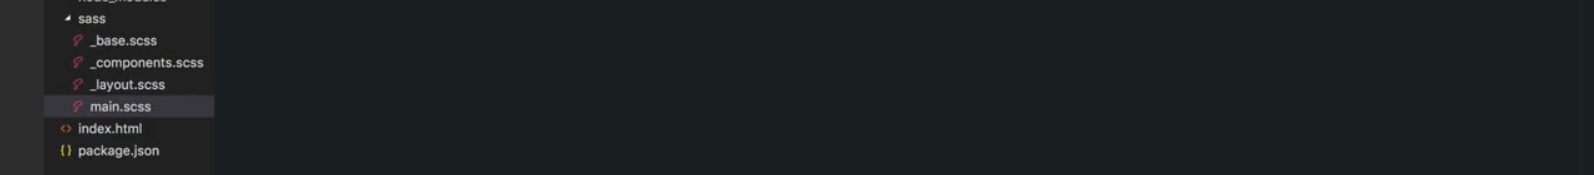 sass
_base.scss
_components.scss
_layout.scss
main.scss
index.html
package.json